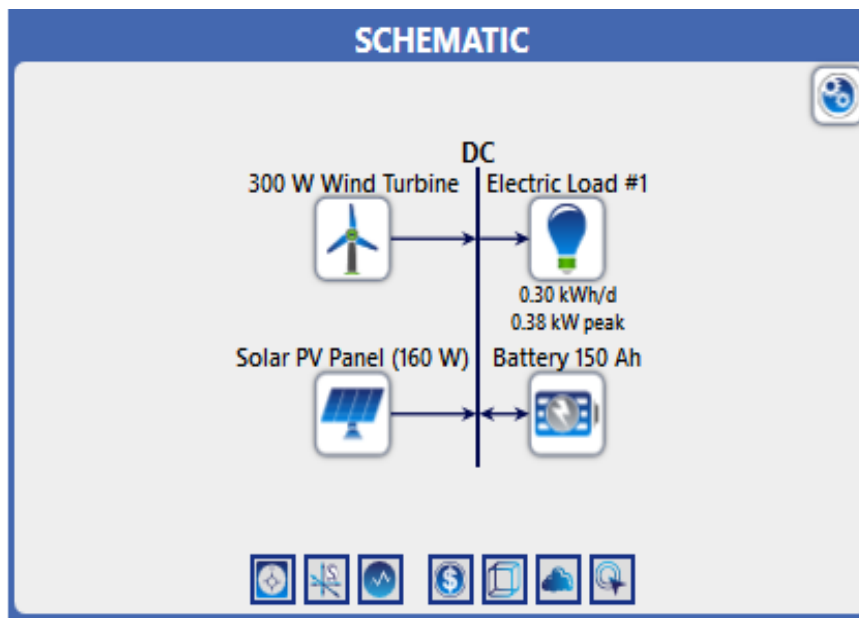 SCHEMATIC
DC
300 W Wind Turbine
Electric Load #1
0.30 kWh/d
0.38 kW peak
Solar PV Panel (160 W)
Battery 150 Ah
S
$